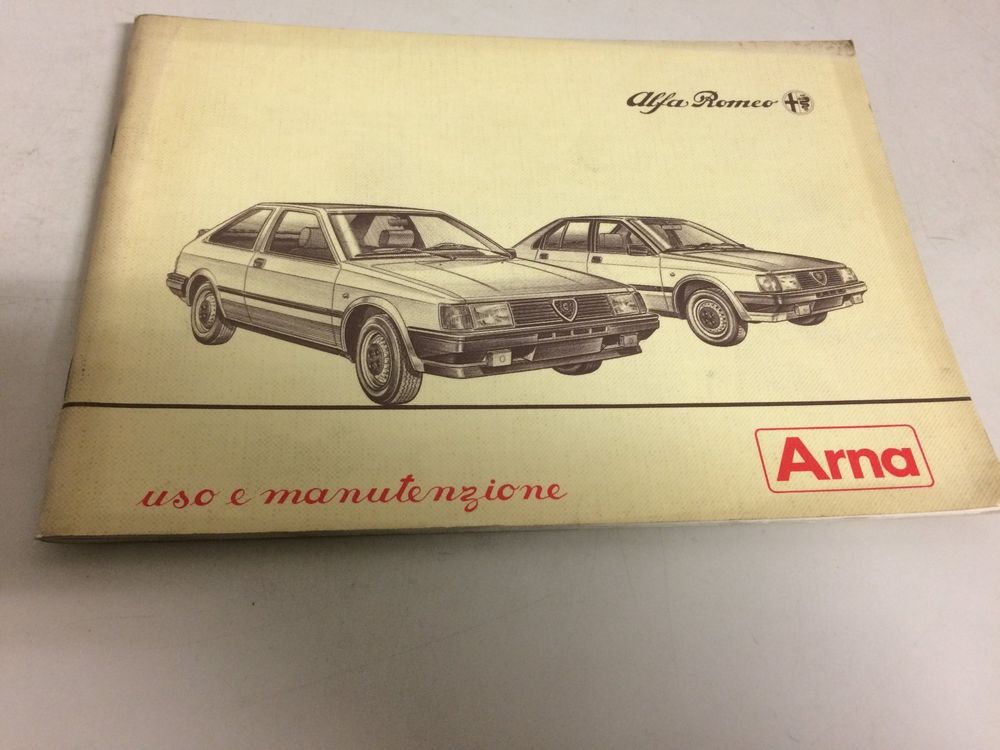 Alfa Romeo
Arna
uso e manutenzione